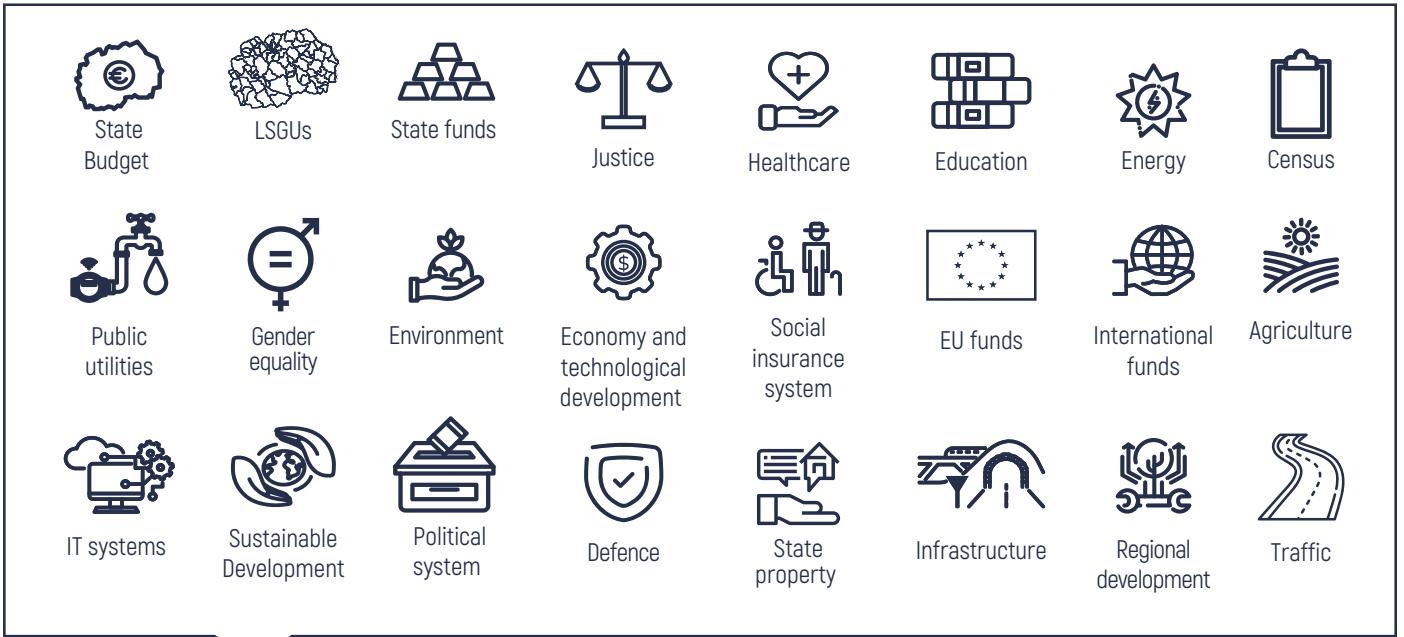 State
Budget
LSGUs
State funds
Justice
Healthcare
Education
Energy
Census
Public
utilities
Gender
equality
Environment
Economy and
technological
development
Social
insurance
system
EU funds
International
funds
Agriculture
IT systems
Sustainable
Development
Political
system
Defence
State
property
Infrastructure
Regional
development
Traffic